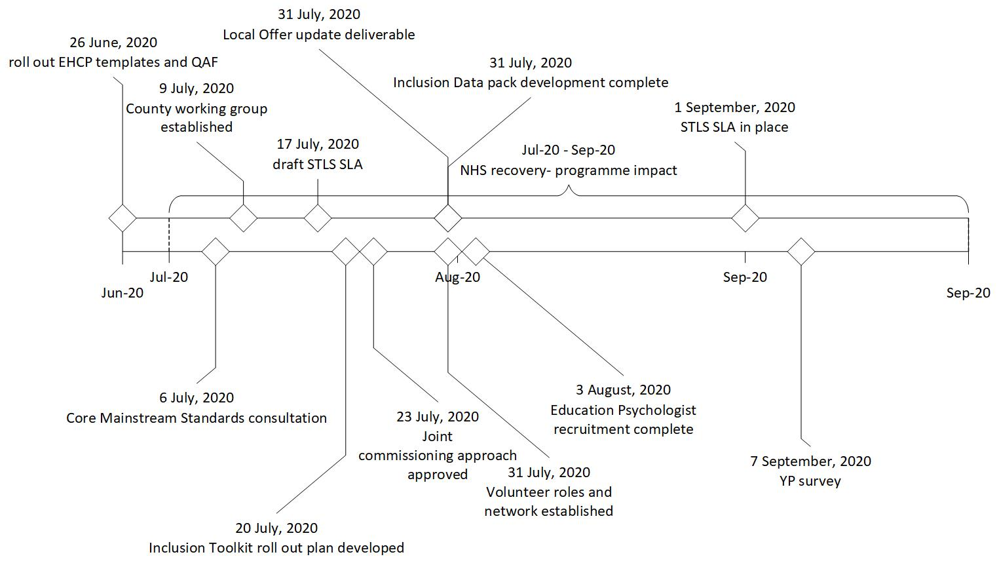 31 July, 2020
Local Offer update deliverable
26 June, 2020
roll out EHCP templates and QAF
31 July, 2020
Inclusion Data pack development complete
9 July, 2020
County working group
established
1 September, 2020
STLS SLA in place
17 July, 2020
draft STLS SLA
Jul-20 - Sep-20
NHS recovery- programme impact
Jun-20
Jul-20
Aug-20
Sep-20
Sep-20
6 July, 2020
Core Mainstream Standards consultation
3 August, 2020
Education Psychologist
recruitment complete
23 July, 2020
Joint
commissioning approach
approved
31 July, 2020
Volunteer roles and
network established
7 September, 2020
YP survey
20 July, 2020
Inclusion Toolkit roll out plan developed